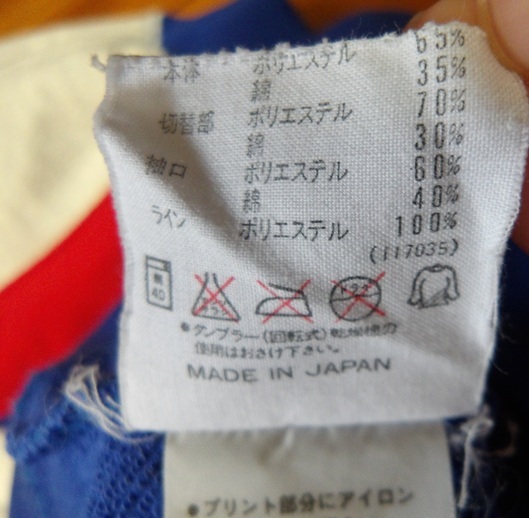 本体 ポリエステル 65%
綿 35%
切替部 ポリエステル 70%
綿 30%
袖口 ポリエステル 60%
綿 40%
ライン ポリエステル 100%
(117035)
弱 40
●タンブラー(回転式)乾燥機の
使用はおさけ下さい。
MADE IN JAPAN
●プリント部分にアイロン